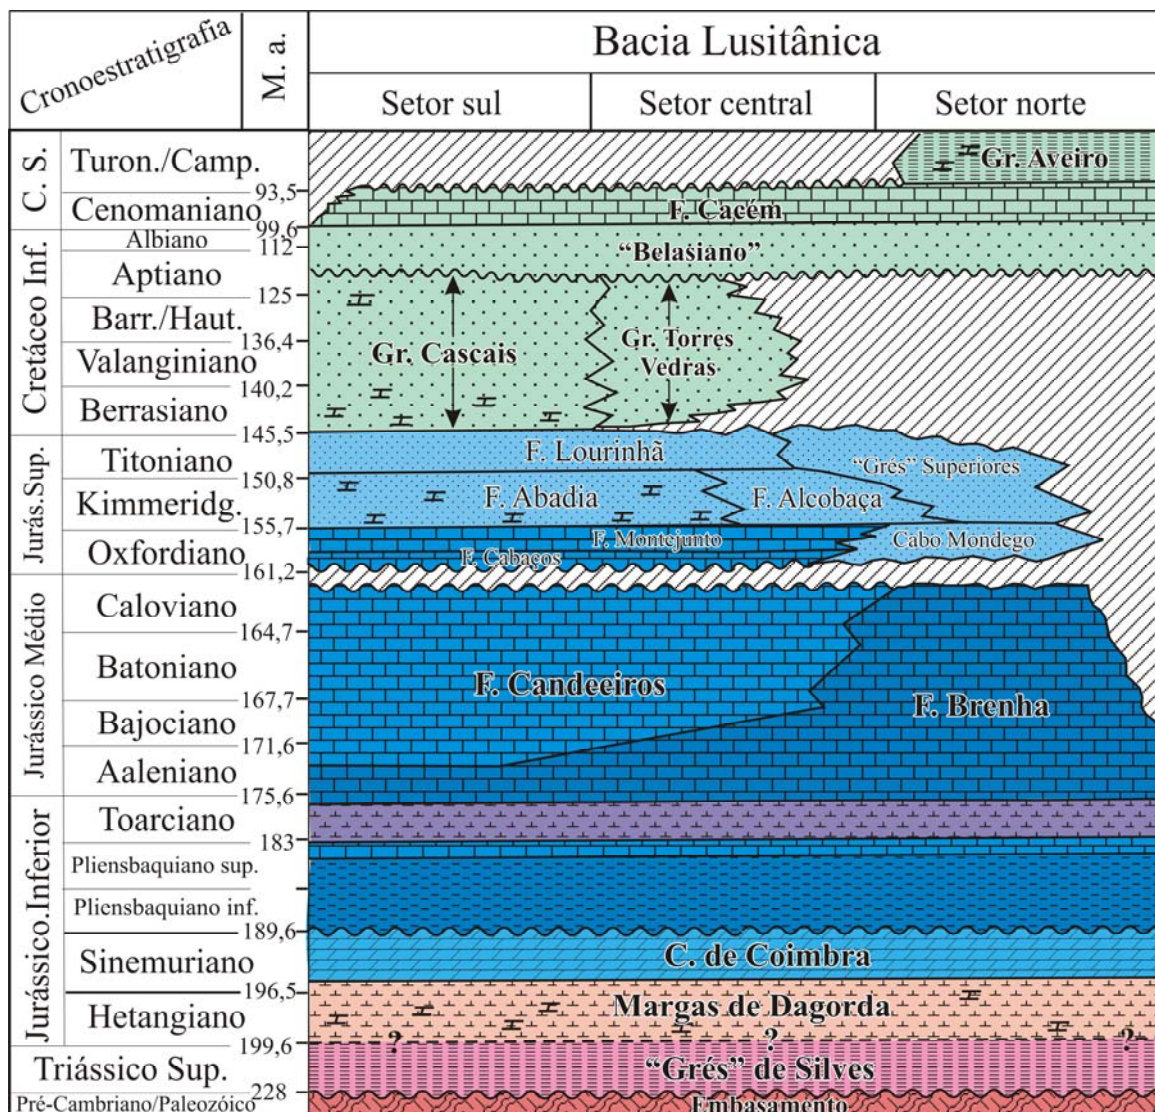 Cronoestratigrafia
M. a.
Bacia Lusitânica
Setor sul
Setor central
Setor norte
C. S.
Turon./Camp.
Gr. Aveiro
93,5
Cenomaniano
F. Cacém
99,6
Cretáceo Inf.
Albiano
112
"Belasiano"
Aptiano
125
Barr./Haut.
136,4
Gr. Cascais
Gr. Torres
Vedras
Valanginiano
140,2
Berrasiano
145,5
Jurás.Sup.
Titoniano
F. Lourinhã
"Grés" Superiores
150,8
Kimmeridg.
F. Abadia
F. Alcobaça
155,7
Oxfordiano
F. Montejunto
F. Cabaços
Cabo Mondego
161,2
Jurássico Médio
Caloviano
164,7
Batoniano
F. Candeeiros
167,7
Bajociano
F. Brenha
171,6
Aaleniano
175,6
Jurássico.Inferior
Toarciano
183
Pliensbaquiano sup.
Pliensbaquiano inf.
189,6
Sinemuriano
C. de Coimbra
196,5
Hetangiano
Margas de Dagorda
? ? ?
199,6
Triássico Sup.
"Grés" de Silves
228
Pré-Cambriano/Paleozóico
Embasamento